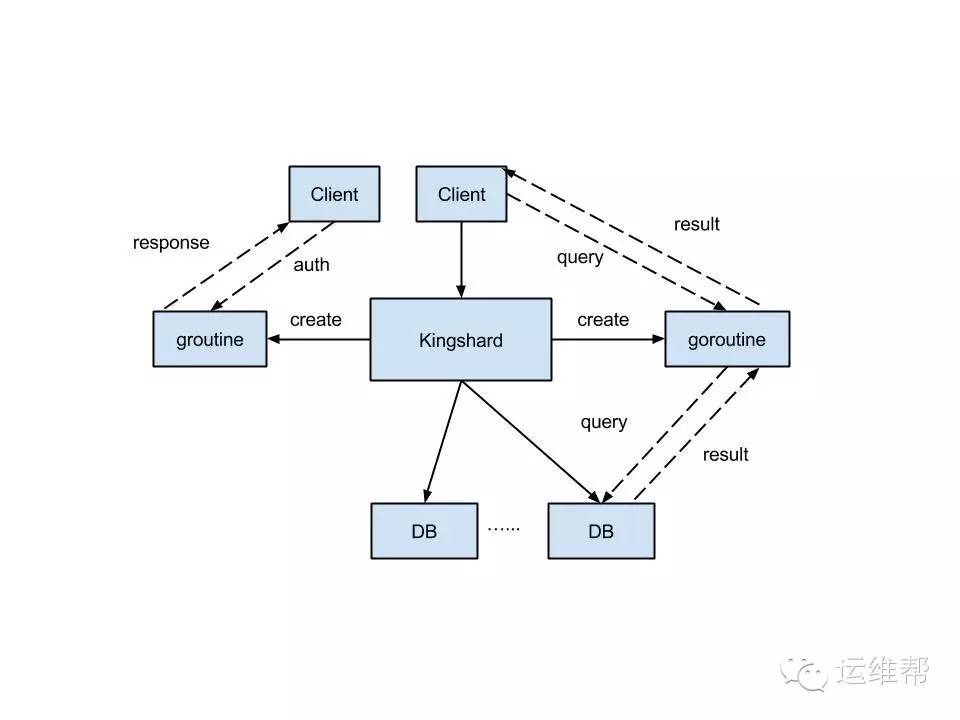 Client
Client
result
response
auth
query
create
create
groutine
Kingshard
goroutine
query
result
DB
......
DB
运维帮